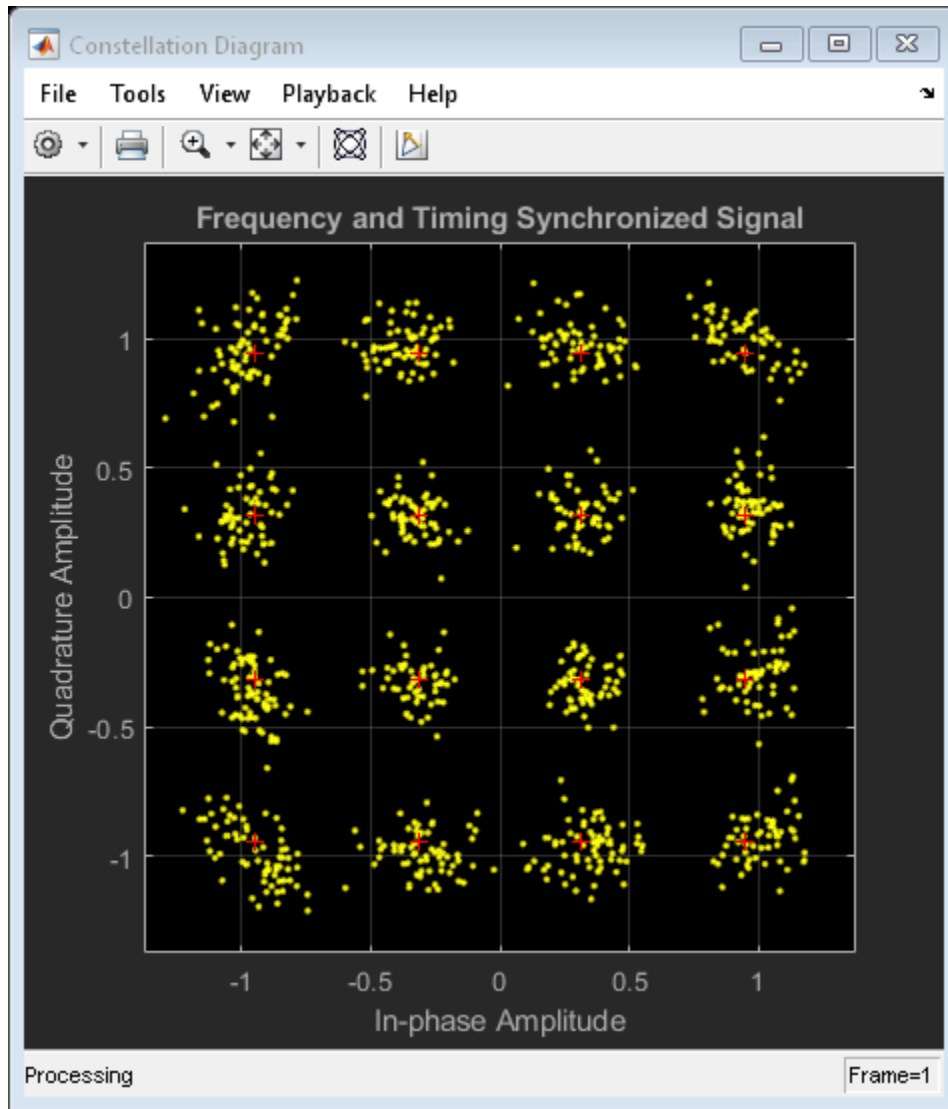 Constellation Diagram
File Tools View Playback Help
Frequency and Timing Synchronized Signal
Quadrature Amplitude
1
0.5
0
-0.5
-1
-1 -0.5 0 0.5 1
In-phase Amplitude
Processing Frame=1